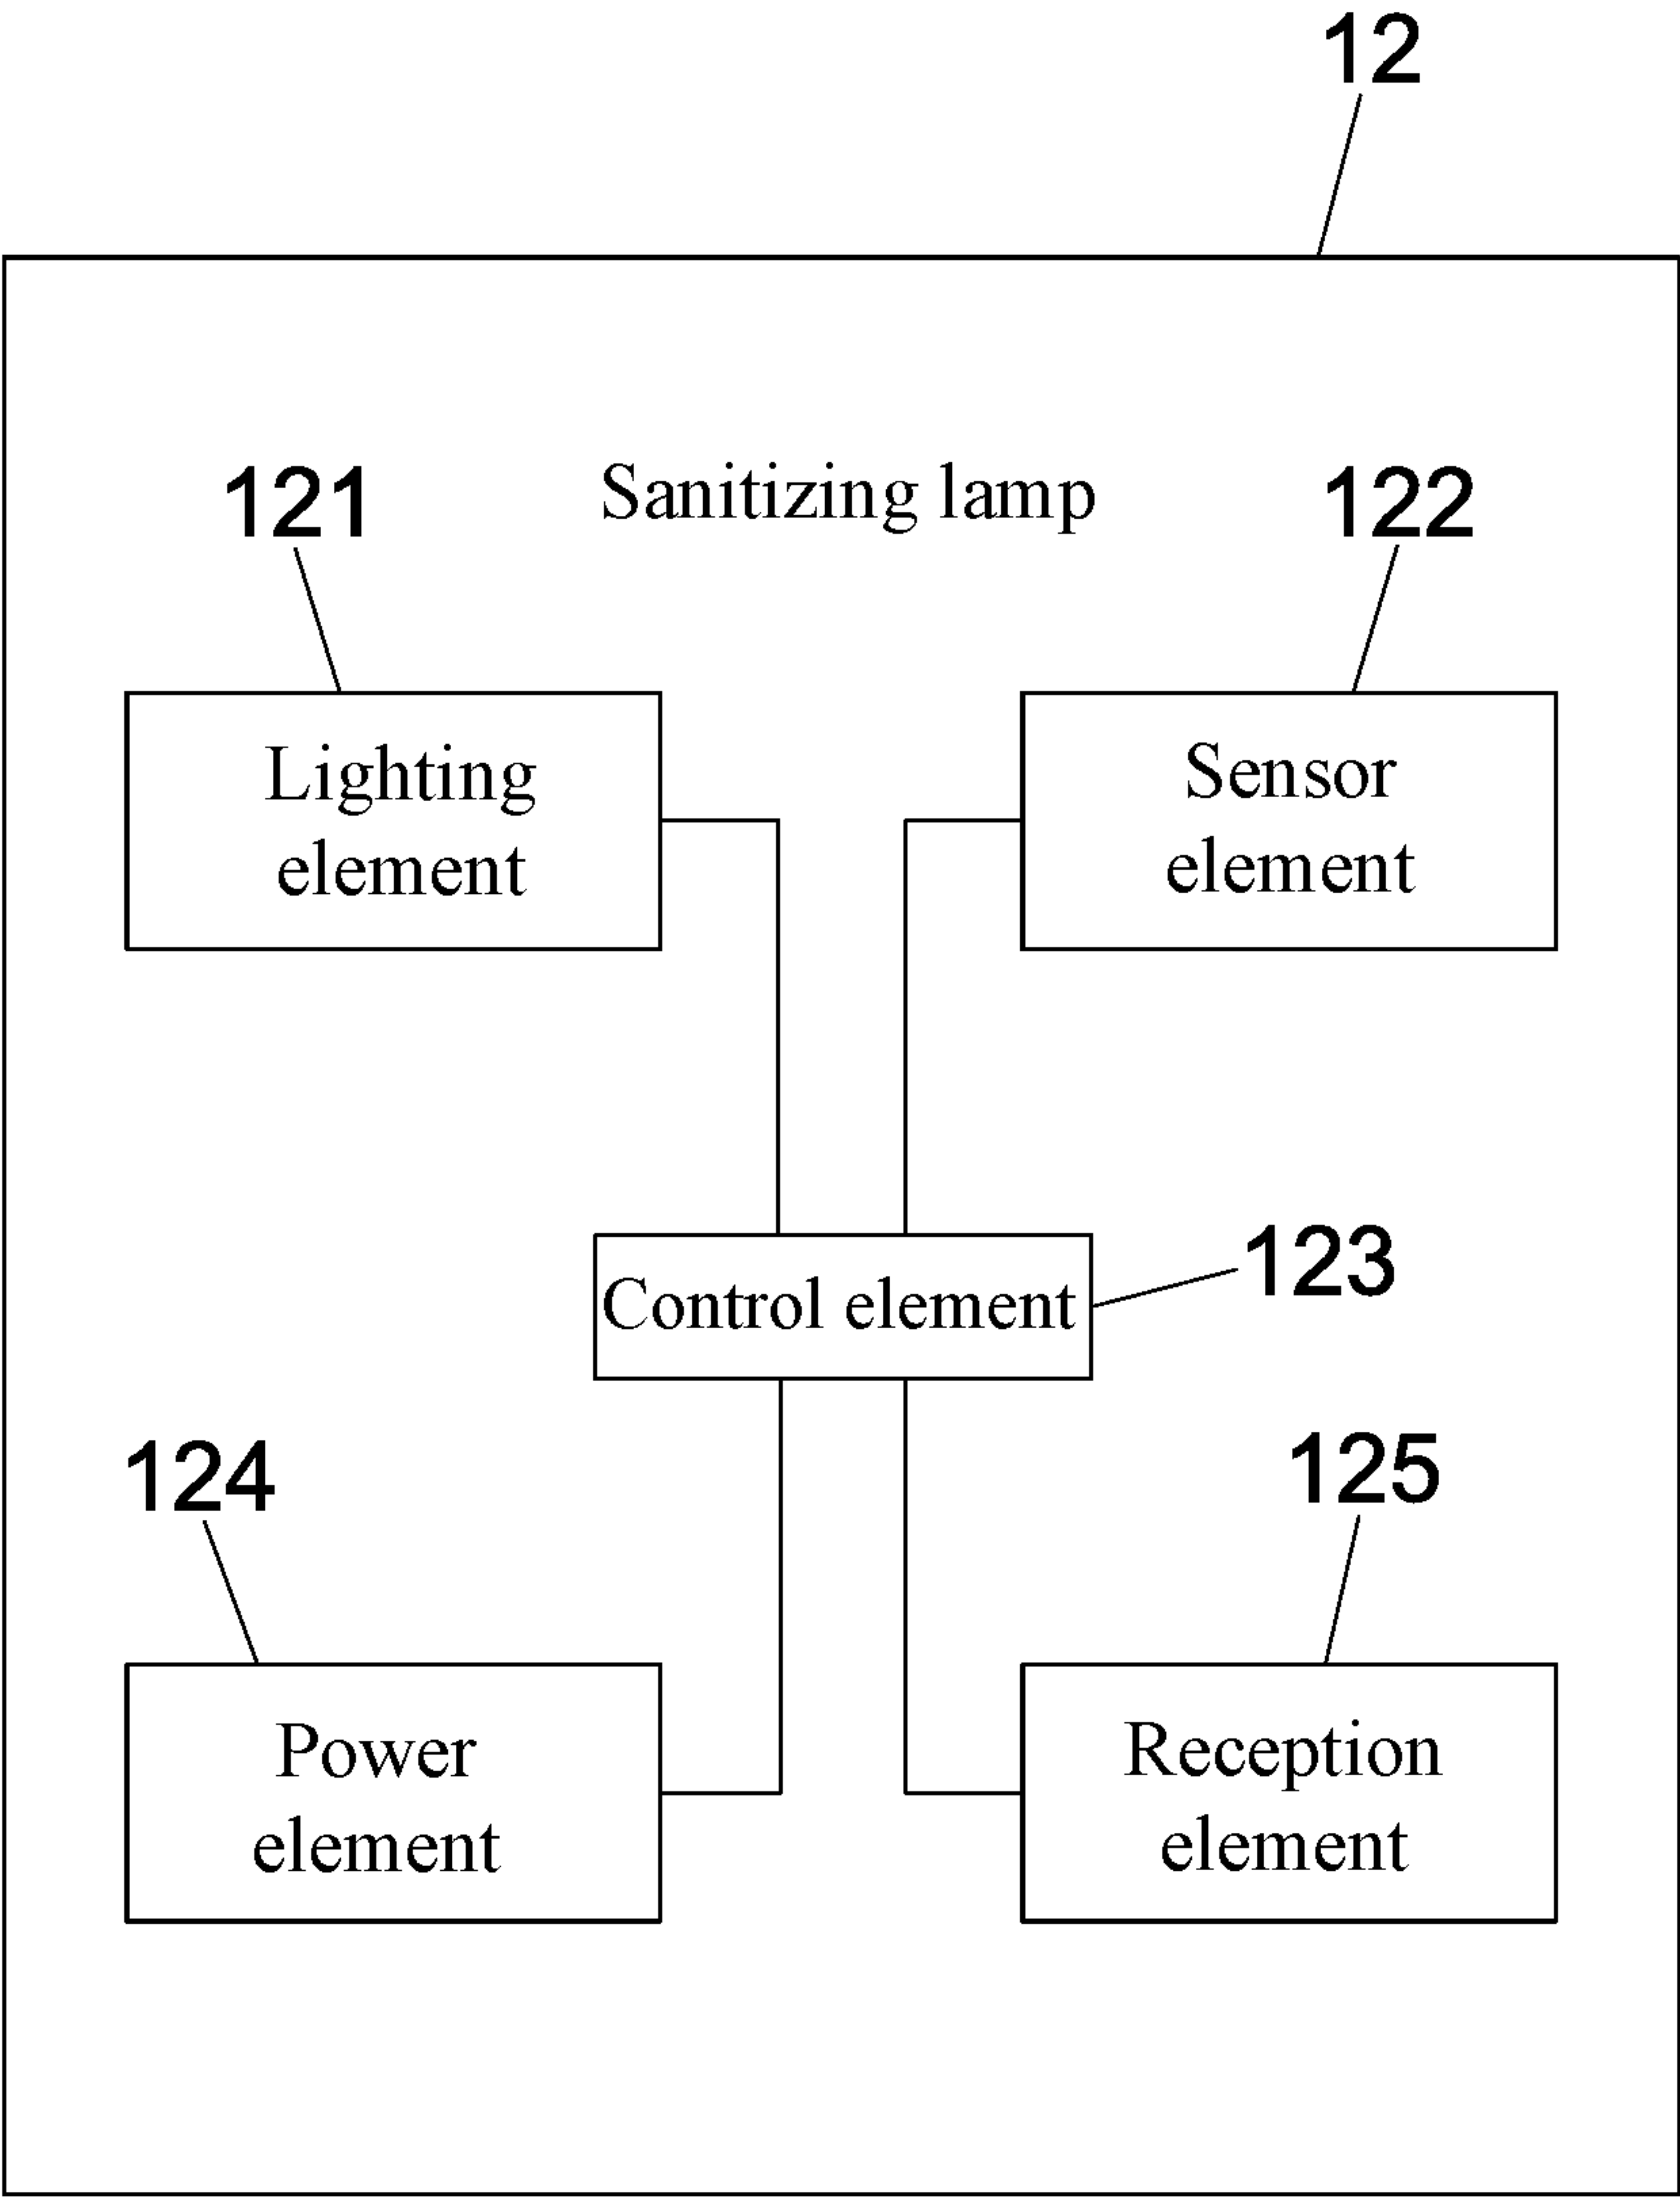 12
Sanitizing lamp
121
122
Lighting
element
Sensor
element
Control element
123
124
125
Power
element
Reception
element